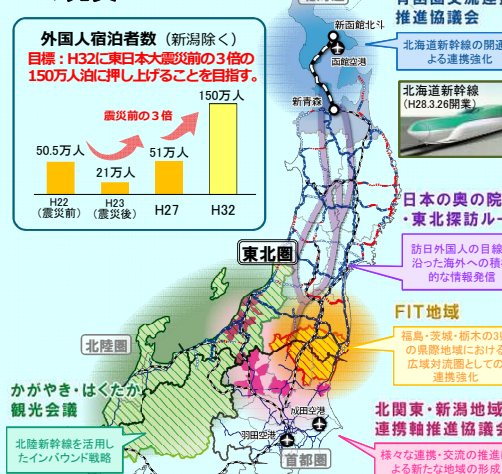 外国人宿泊者数（新潟除く）
目標：H32に東日本大震災前の３倍の
150万人泊に押し上げることを目指す。
150万人
震災前の３倍
50.5万人
21万人
51万人
H22
（震災前）
H23
（震災後）
H27
H32
新函館北斗
函館空港
新青森
推進協議会
北海道新幹線の開通
よる連携強化
北海道新幹線
（H28.3.26開業）
日本の奥の院
・東北探訪ルー
訪日外国人の目線
沿った海外への積
的な情報発信
東北圏
FIT地域
福島・茨城・栃木の3県
の県際地域における
広域対流圏としての
連携強化
北陸圏
かがやき・はくたか
観光会議
北陸新幹線を活用し
たインバウンド戦略
成田空港
羽田空港
首都圏
北関東・新潟地域
連携軸推進協議会
様々な連携・交流の推進
よる新たな地域の形成